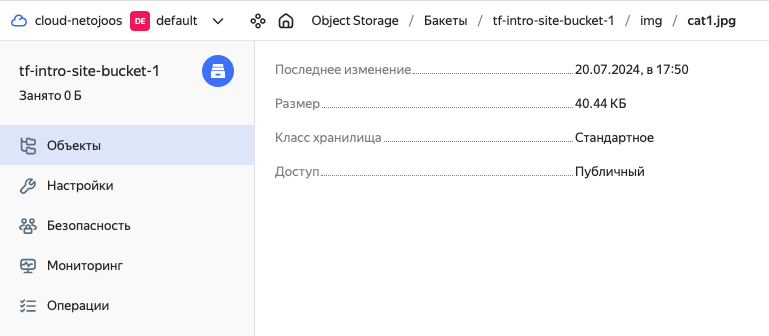 cloud-netojoos DE default Object Storage / Бакеты / tf-intro-site-bucket-1 / img / cat1.jpg
tf-intro-site-bucket-1
Занято 0 Б
Объекты
Настройки
Безопасность
Мониторинг
Операции
Последнее изменение 20.07.2024, в 17:50
Размер 40.44 КБ
Класс хранилища Стандартное
Доступ Публичный